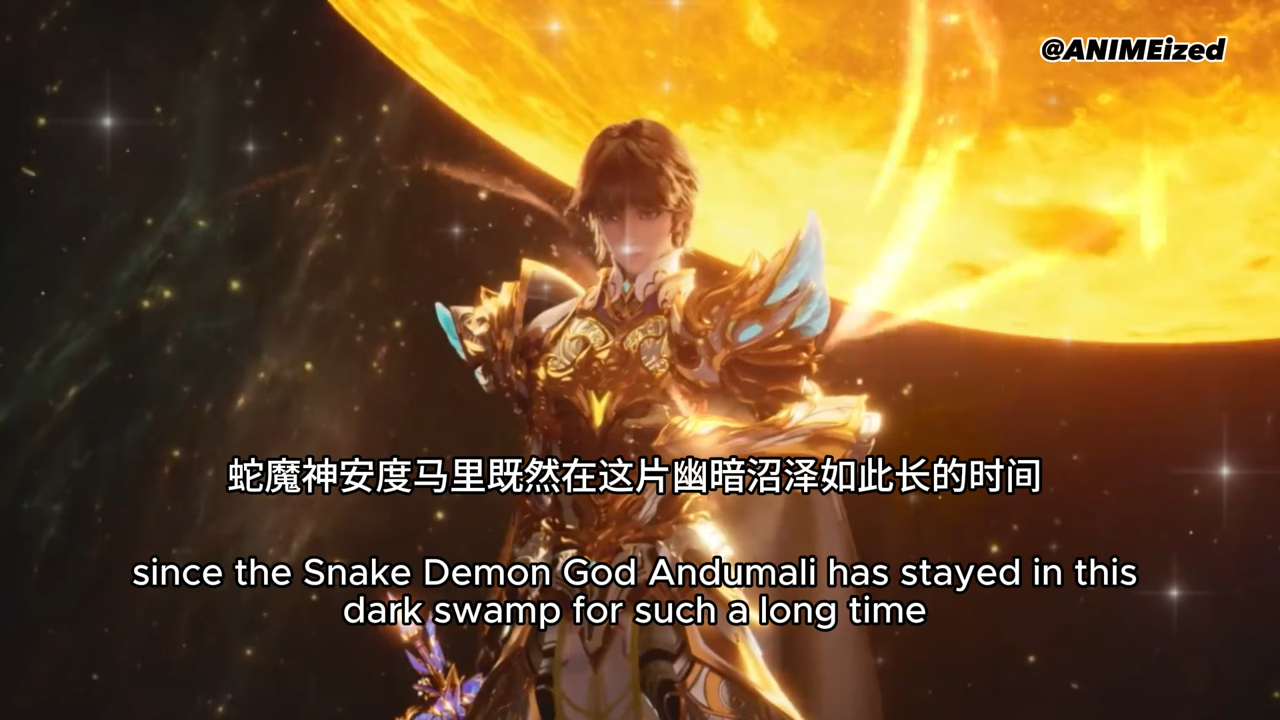 @ANIMEized
蛇魔神安度马里既然在这片幽暗沼泽如此长的时间
since the Snake Demon God Andumali has stayed in this
dark swamp for such a long time